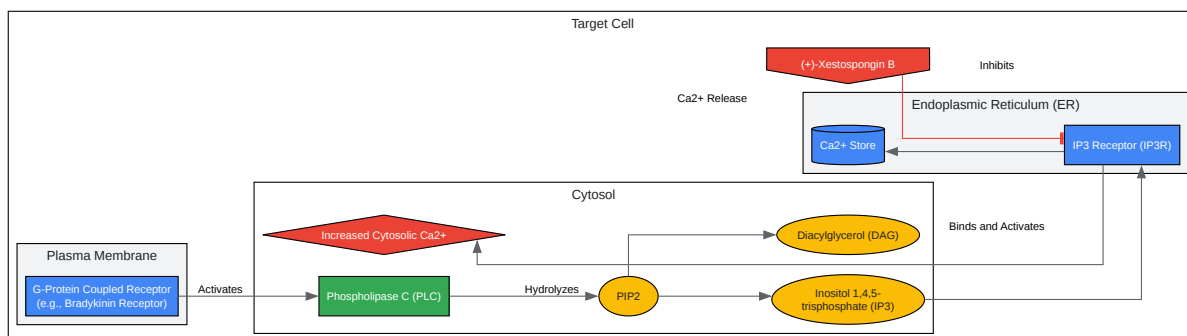 Target Cell
(+)-Xestospongin B
Inhibits
Ca2+ Release
Endoplasmic Reticulum (ER)
Ca2+ Store
IP3 Receptor (IP3R)
Cytosol
Increased Cytosolic Ca2+
Diacylglycerol (DAG)
Binds and Activates
Plasma Membrane
G-Protein Coupled Receptor
(e.g., Bradykinin Receptor)
Activates
Phospholipase C (PLC)
Hydrolyzes
PIP2
Inositol 1,4,5-
trisphosphate (IP3)